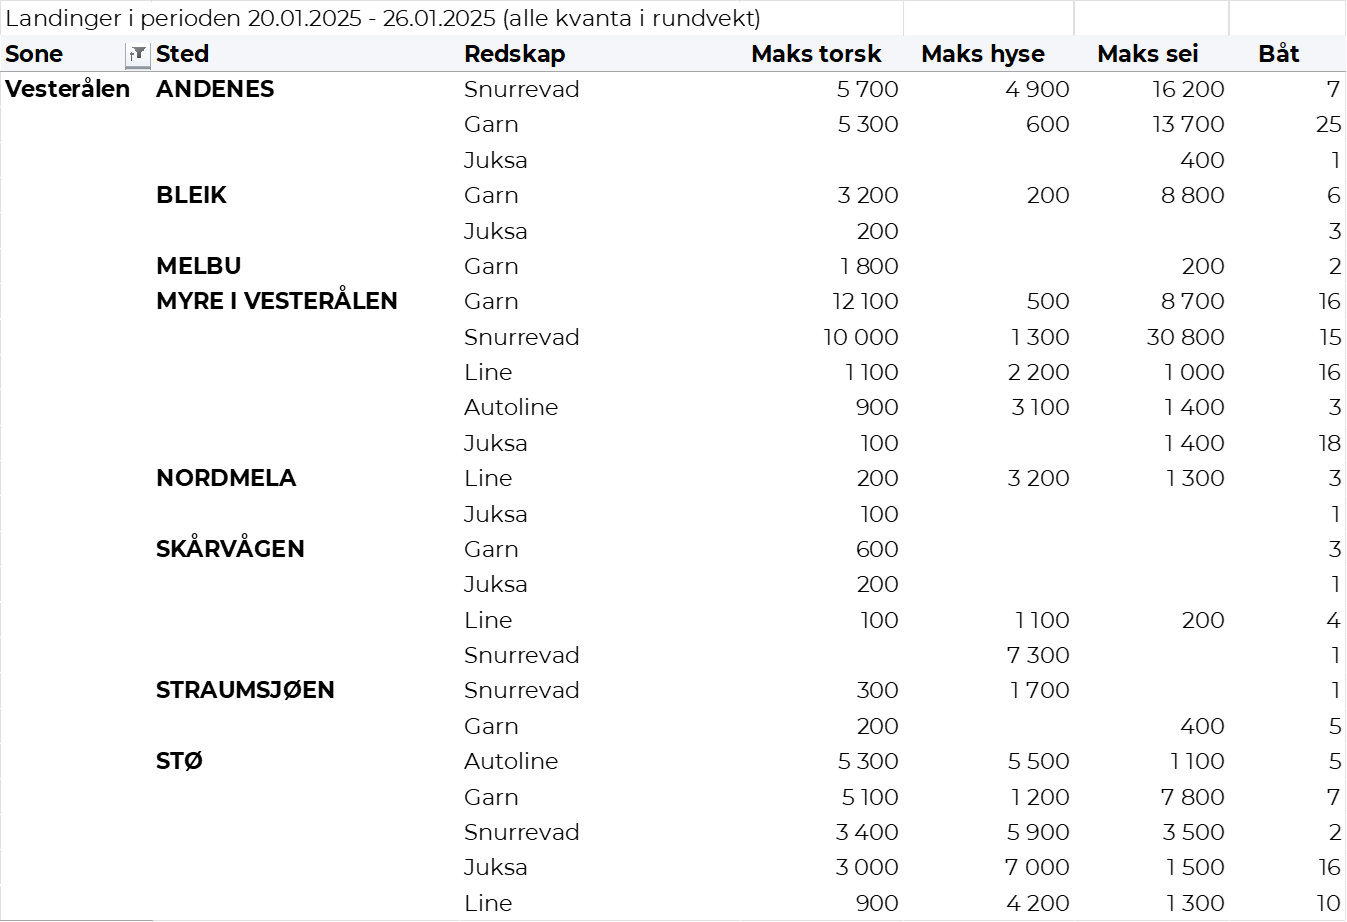 Landinger i perioden 20.01.2025 - 26.01.2025 (alle kvanta i rundvekt)
Sone Sted Redskap Maks torsk Maks hyse Maks sei Båt
Vesterålen ANDENES Snurrevad 5 700 4 900 16 200 7
Garn 5 300 600 13 700 25
Juksa 400 1
BLEIK Garn 3 200 200 8 800 6
Juksa 200 3
MELBU Garn 1 800 200 2
MYRE I VESTERÅLEN Garn 12 100 500 8 700 16
Snurrevad 10 000 1 300 30 800 15
Line 1 100 2 200 1 000 16
Autoline 900 3 100 1 400 3
Juksa 100 1 400 18
NORDMELA Line 200 3 200 1 300 3
Juksa 100 1
SKÅRVÅGEN Garn 600 3
Juksa 200 1
Line 100 1 100 200 4
Snurrevad 7 300 1
STRAUMSJØEN Snurrevad 300 1 700 1
Garn 200 400 5
STØ Autoline 5 300 5 500 1 100 5
Garn 5 100 1 200 7 800 7
Snurrevad 3 400 5 900 3 500 2
Juksa 3 000 7 000 1 500 16
Line 900 4 200 1 300 10